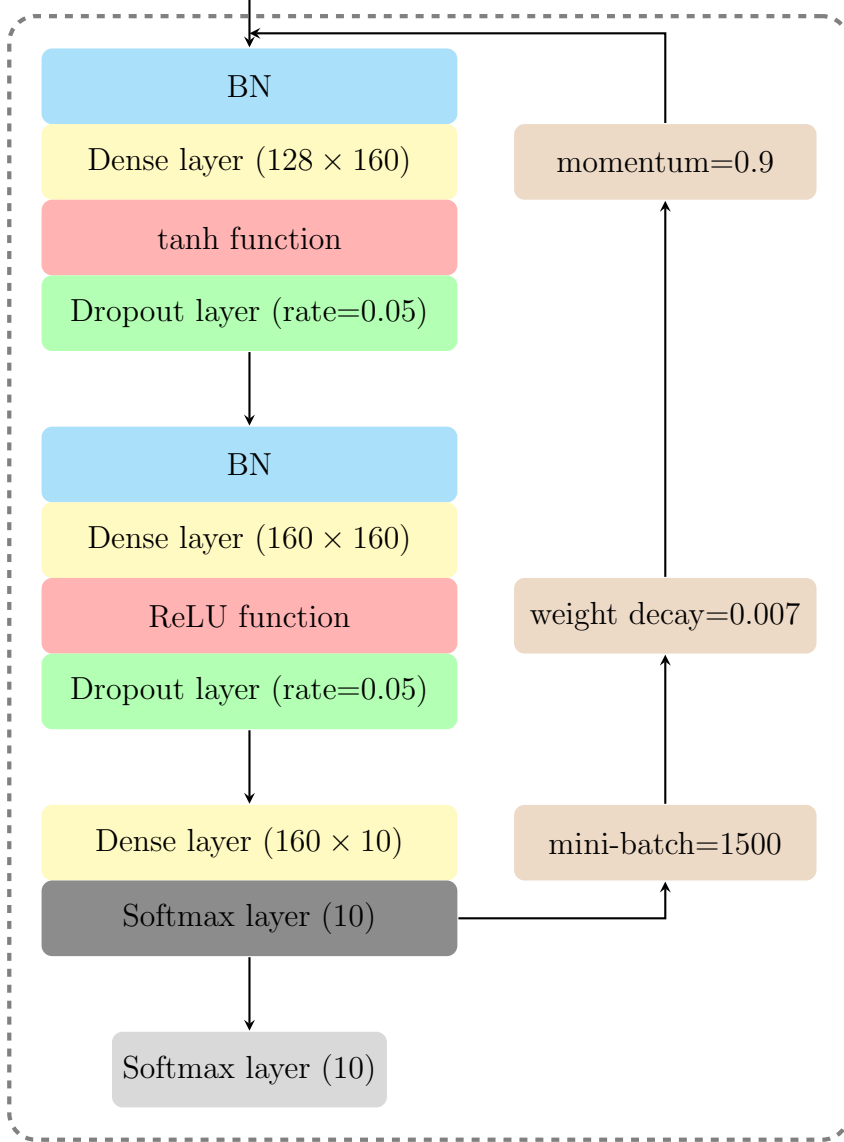 BN
Dense layer (128 × 160)
tanh function
Dropout layer (rate=0.05)
BN
Dense layer (160 × 160)
ReLU function
Dropout layer (rate=0.05)
Dense layer (160 × 10)
Softmax layer (10)
Softmax layer (10)
momentum=0.9
weight decay=0.007
mini-batch=1500